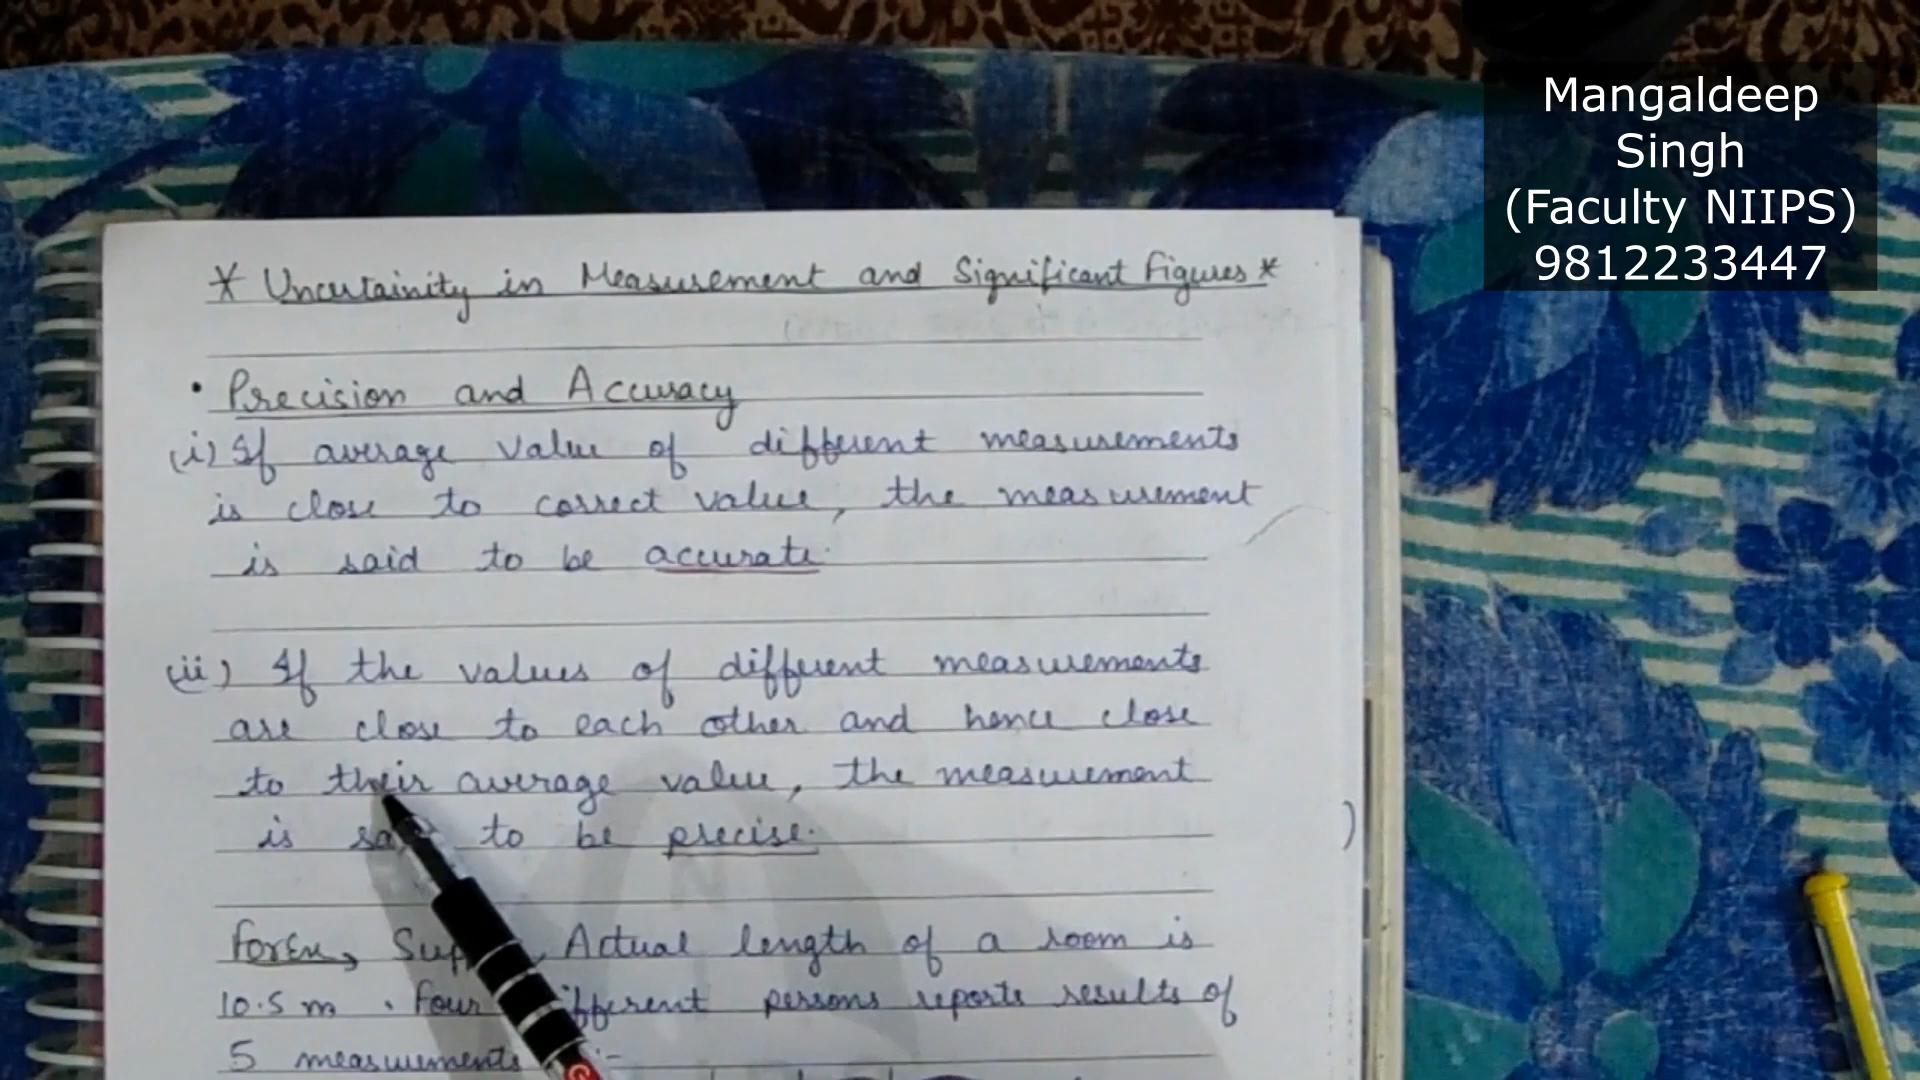 Mangaldeep
Singh
(Faculty NIIPS)
9812233447
* Uncertainity in Measurement and Significant Figures *
• Precision and Accuracy
(i) If average value of different measurements
is close to correct value, the measurement
is said to be accurate.
(ii) If the values of different measurements
are close to each other and hence close
to their average value, the measurement
is said to be precise.
For Ex, Actual length of a room is
10.5 m. Four different persons reports results of
5 measurements :-